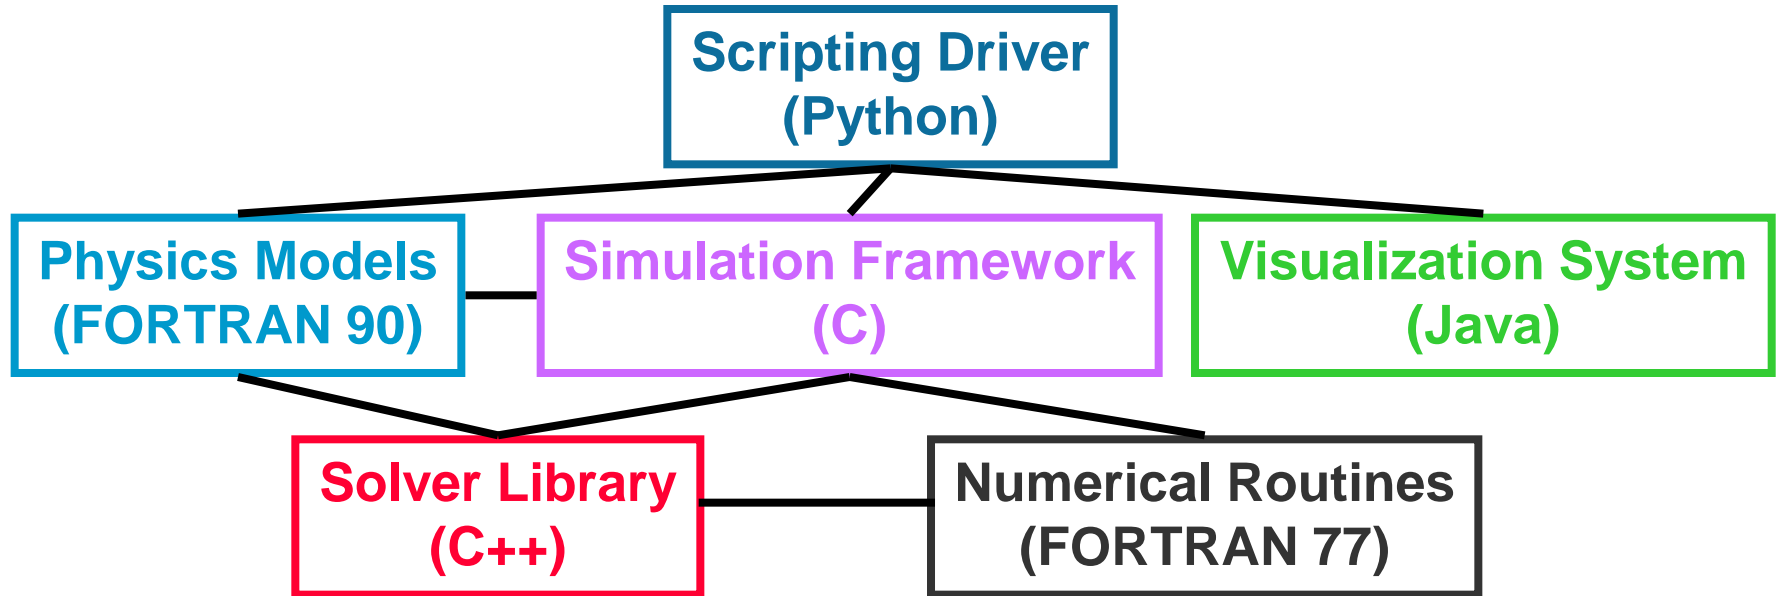 Scripting Driver
(Python)
Physics Models
(FORTRAN 90)
Simulation Framework
(C)
Visualization System
(Java)
Solver Library
(C++)
Numerical Routines
(FORTRAN 77)